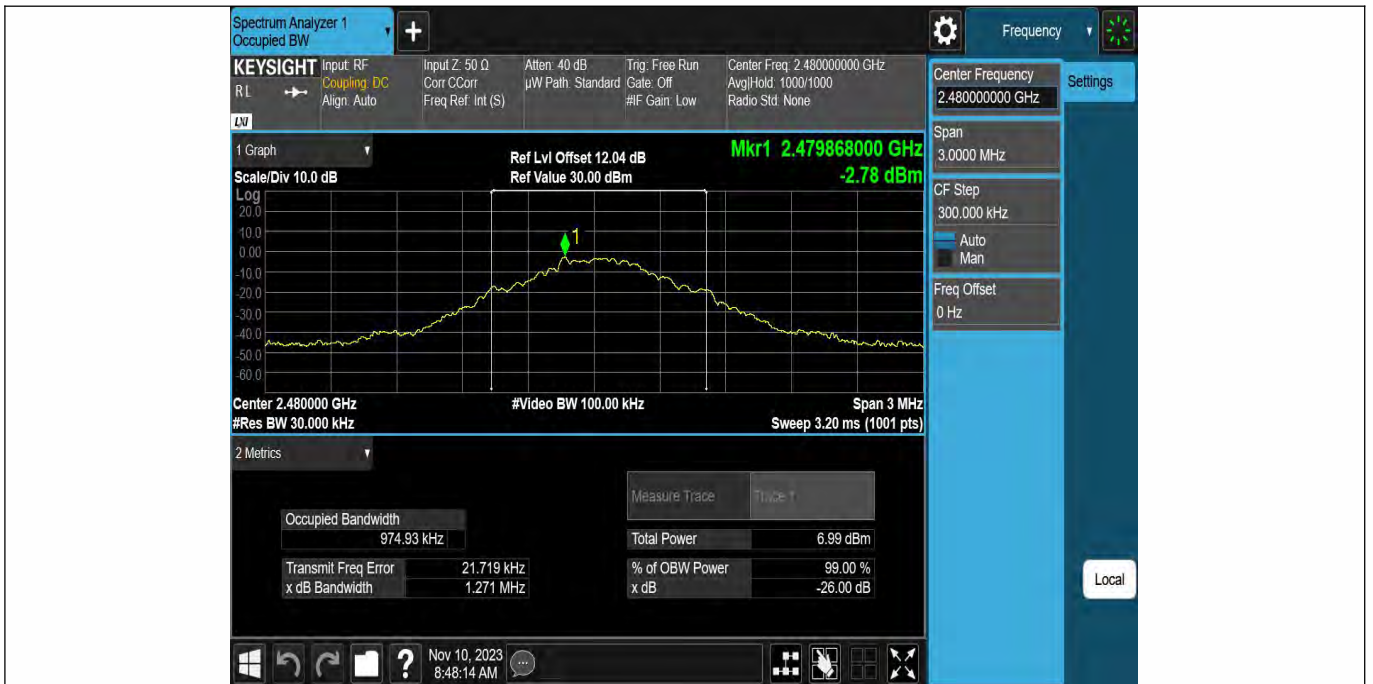 Spectrum Analyzer 1
Occupied BW
+
Frequency
KEYSIGHT
RL
LXI
Input: RF
Coupling: DC
Align: Auto
Input Z: 50 Ω
Corr CCorr
Freq Ref: Int (S)
Atten: 40 dB
µW Path: Standard
Trig: Free Run
Gate: Off
#IF Gain: Low
Center Freq: 2.480000000 GHz
Avg|Hold: 1000/1000
Radio Std: None
Center Frequency
2.480000000 GHz
Settings
Span
3.0000 MHz
CF Step
300.000 kHz
Auto
Man
Freq Offset
0 Hz
Local
1 Graph
Scale/Div 10.0 dB
Ref Lvl Offset 12.04 dB
Ref Value 30.00 dBm
Mkr1 2.479868000 GHz
-2.78 dBm
Log
20.0
10.0
0.00
-10.0
-20.0
-30.0
-40.0
-50.0
-60.0
1
Center 2.480000 GHz
#Video BW 100.00 kHz
Span 3 MHz
#Res BW 30.000 kHz
Sweep 3.20 ms (1001 pts)
2 Metrics
Measure Trace
Trace 1
Occupied Bandwidth
974.93 kHz
Total Power 6.99 dBm
Transmit Freq Error 21.719 kHz
% of OBW Power 99.00 %
x dB Bandwidth 1.271 MHz
x dB -26.00 dB
?
Nov 10, 2023
8:48:14 AM